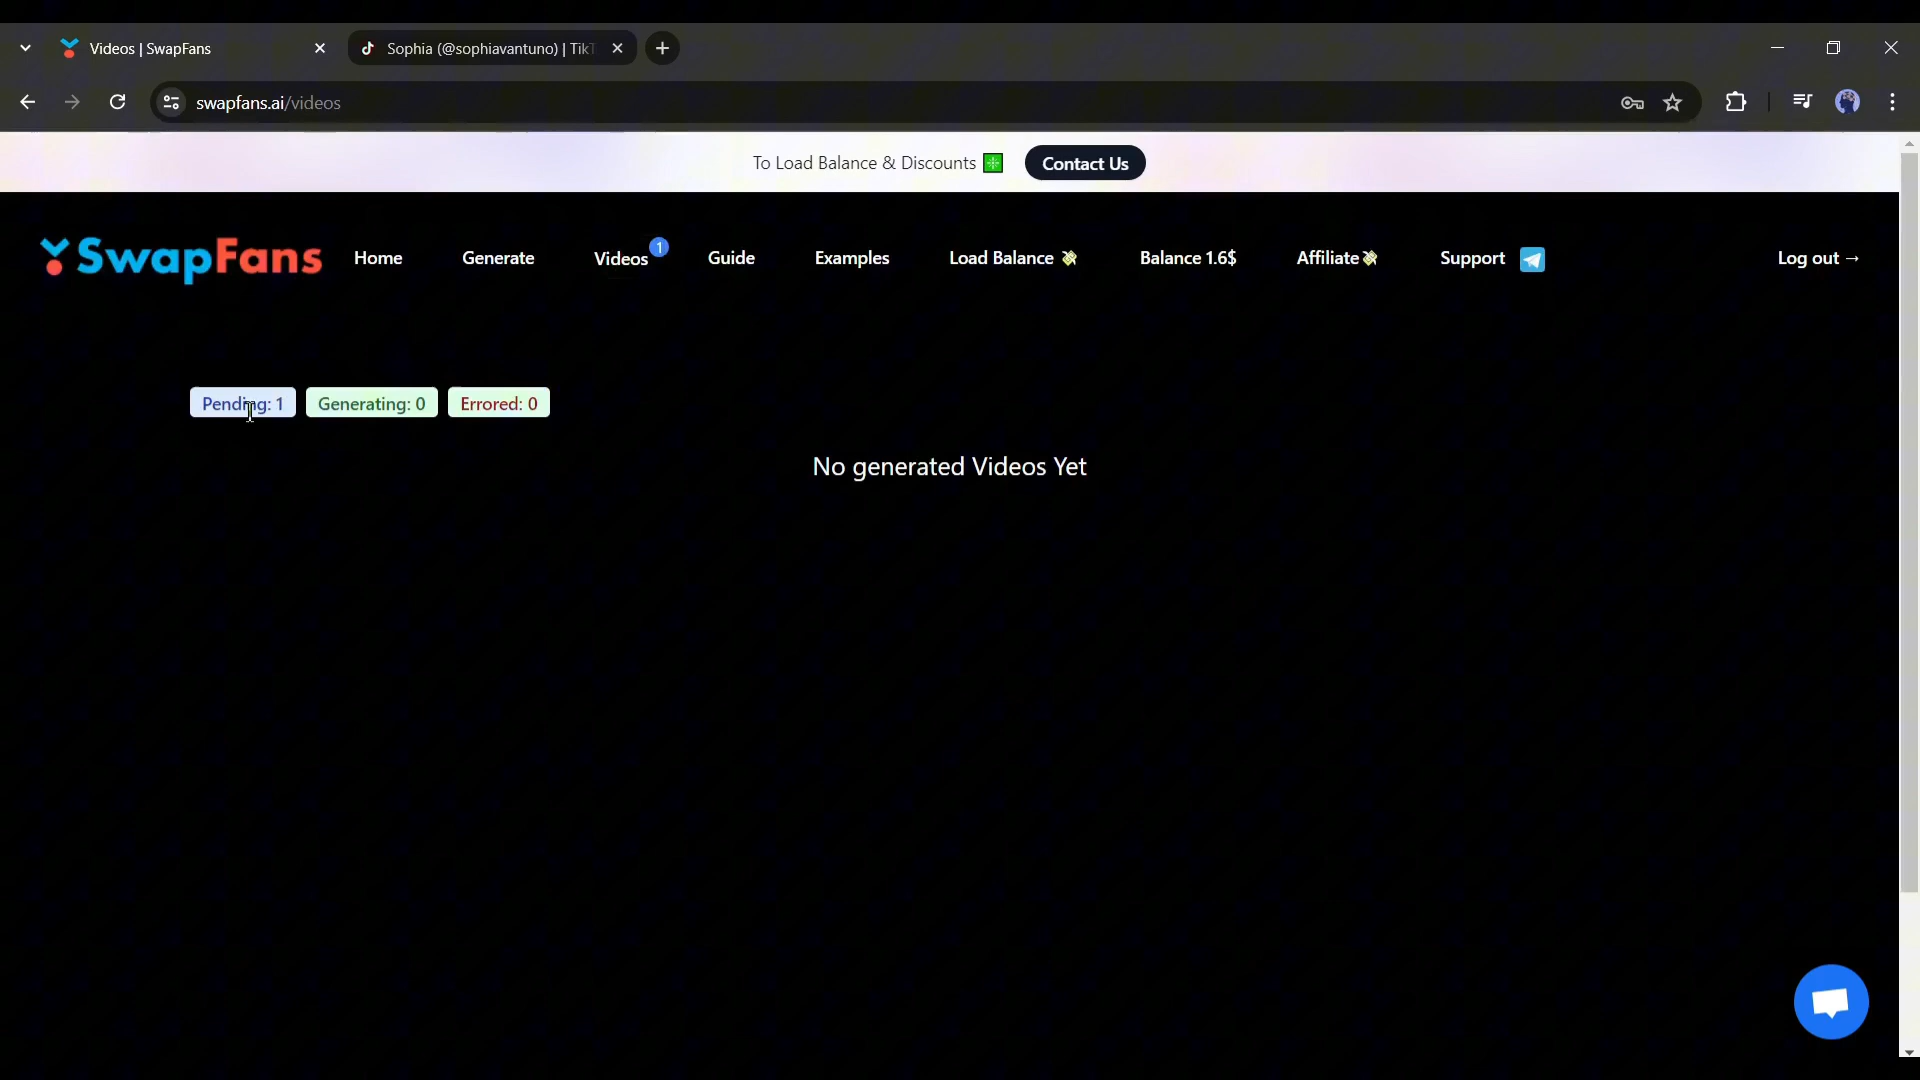 Videos | SwapFans
Sophia (@sophiavantuno) | Tik
swapfans.ai/videos
To Load Balance & Discounts
Contact Us
SwapFans
Home
Generate
Videos
1
Guide
Examples
Load Balance
Balance 1.6$
Affiliate
Support
Log out →
Pending: 1
Generating: 0
Errored: 0
No generated Videos Yet